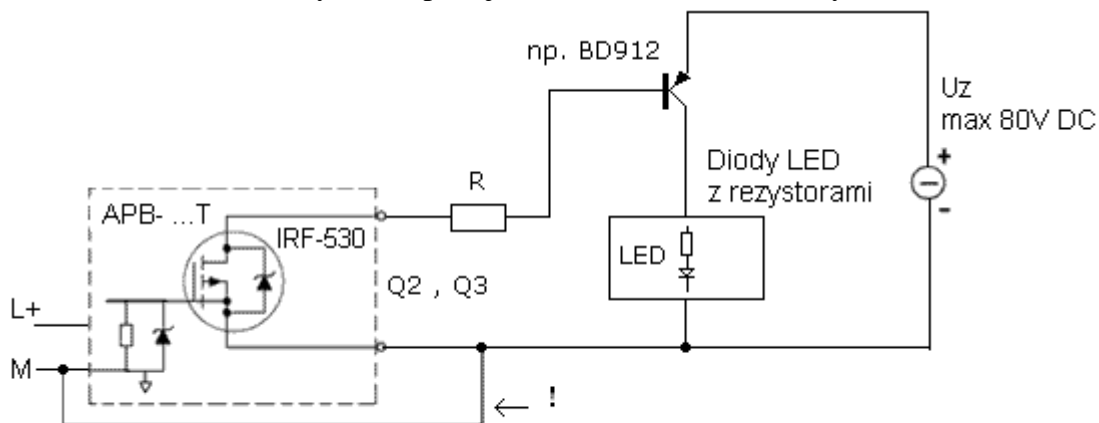 np. BD912
Uz
max 80V DC
+
-
Diody LED
z rezystorami
LED
R
APB- ...T
IRF-530
Q2 , Q3
L+
M
!